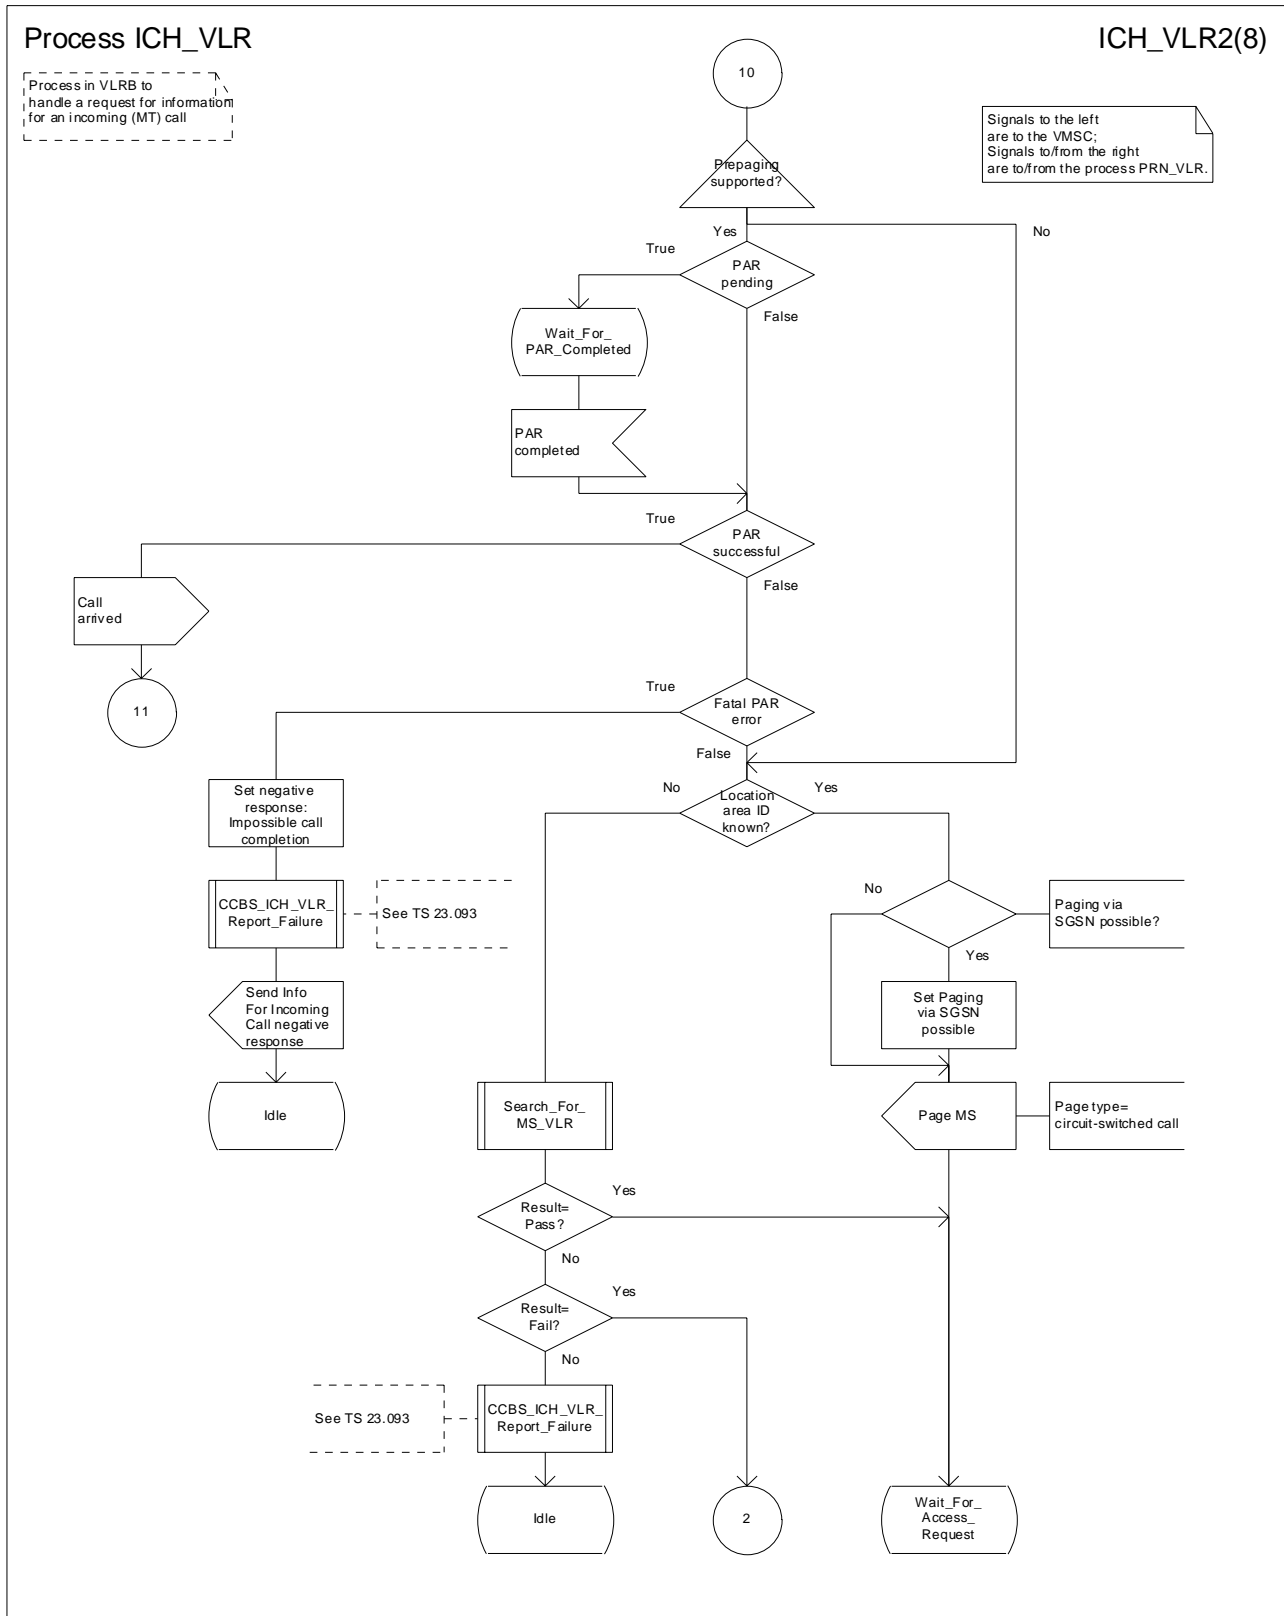 Process ICH_VLR
ICH_VLR2(8)
Process in VLRB to
handle a request for information
for an incoming (MT) call
10
Signals to the left
are to the VMSC;
Signals to/from the right
are to/from the process PRN_VLR.
Prepaging
supported?
Yes
No
True
PAR
pending
False
Wait_For_
PAR_Completed
PAR
completed
True
PAR
successful
False
Call
arrived
11
True
Fatal PAR
error
False
No
Location
area ID
known?
Yes
Set negative
response:
Impossible call
completion
CCBS_ICH_VLR_
Report_Failure
See TS 23.093
No
Paging via
SGSN possible?
Yes
Send Info
For Incoming
Call negative
response
Set Paging
via SGSN
possible
Idle
Search_For_
MS_VLR
Page MS
Page type=
circuit-switched call
Result=
Pass?
Yes
No
Result=
Fail?
Yes
No
See TS 23.093
CCBS_ICH_VLR_
Report_Failure
Idle
2
Wait_For_
Access_
Request